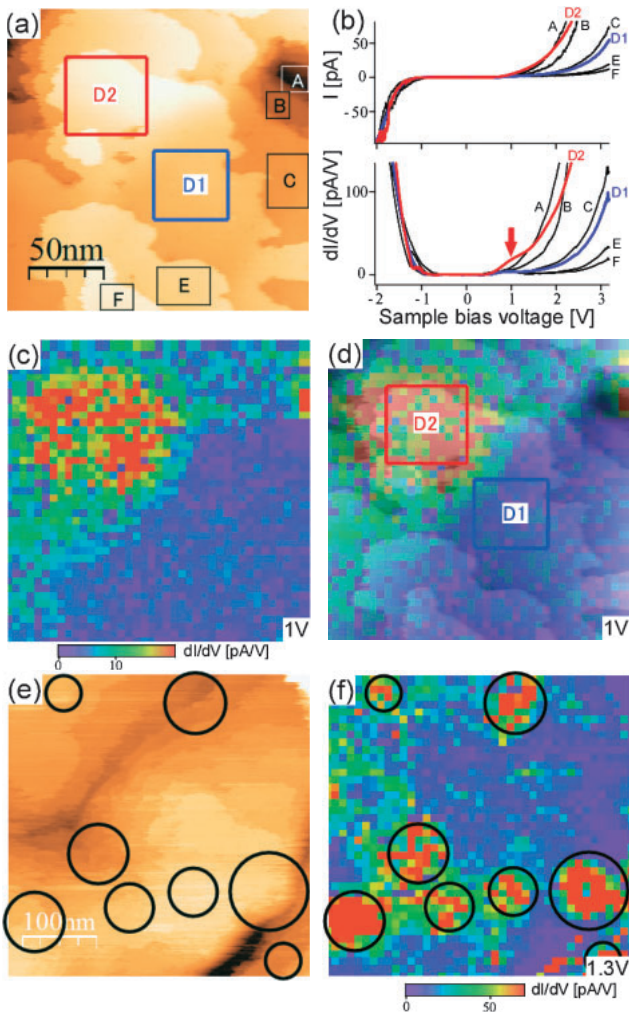 (a)
D2
A
B
D1
C
50nm
F
E
(b)
I [pA]
50
0
-50
A
D2
B
C
D1
E
F
dI/dV [pA/V]
100
0
A
D2
B
C
D1
E
F
-2
-1
0
1
2
3
Sample bias voltage [V]
(c)
1V
0
10
dI/dV [pA/V]
(d)
D2
D1
1V
(e)
100nm
(f)
1.3V
0
50
dI/dV [pA/V]